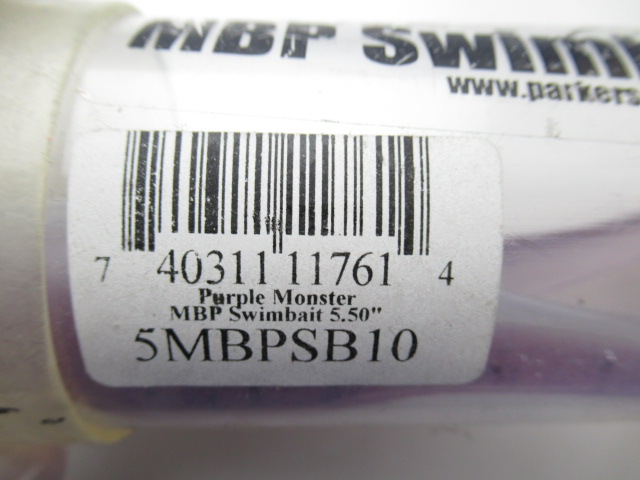 MBP Swim
www.parkers
7 40311 11761 4
Purple Monster
MBP Swimbait 5.50"
5MBPSB10